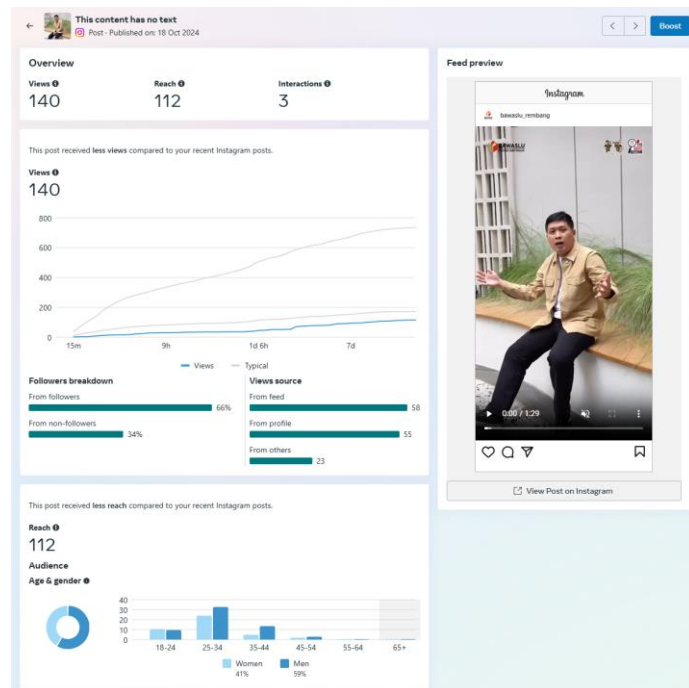 This content has no text
Post · Published on: 18 Oct 2024
Boost
Overview
Views
140
Reach
112
Interactions
3
This post received less views compared to your recent Instagram posts.
Views
140
800
600
400
200
0
15m 9h 1d 6h 7d
Views Typical
Followers breakdown
From followers
66%
From non-followers
34%
Views source
From feed
58
From profile
55
From others
23
This post received less reach compared to your recent Instagram posts.
Reach
112
Audience
Age & gender
40
30
20
10
0
18-24 25-34 35-44 45-54 55-64 65+
Women Men
41% 59%
Feed preview
Instagram
bawaslu_rembang
BAWASLU
0:00 / 1:29
View Post on Instagram